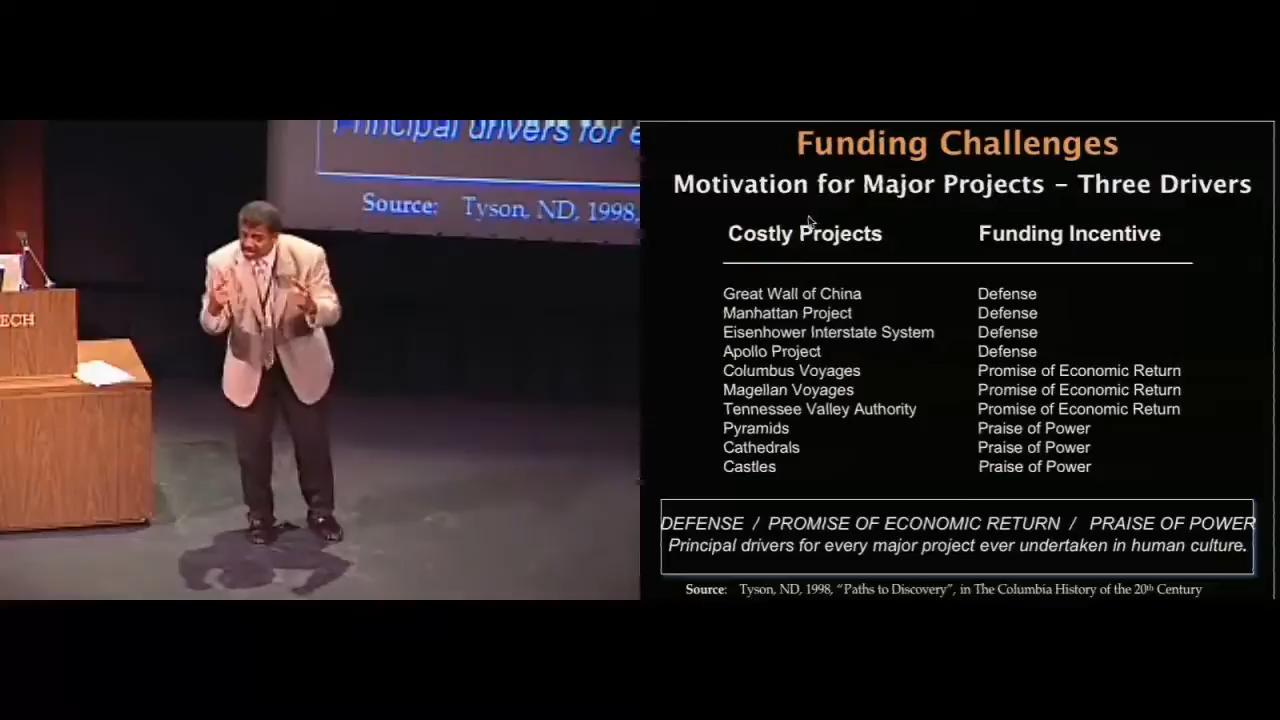 Principal drivers for e
Source: Tyson, ND, 1998,
ECH
Funding Challenges
Motivation for Major Projects – Three Drivers
Costly Projects Funding Incentive
Great Wall of China Defense
Manhattan Project Defense
Eisenhower Interstate System Defense
Apollo Project Defense
Columbus Voyages Promise of Economic Return
Magellan Voyages Promise of Economic Return
Tennessee Valley Authority Promise of Economic Return
Pyramids Praise of Power
Cathedrals Praise of Power
Castles Praise of Power
DEFENSE / PROMISE OF ECONOMIC RETURN / PRAISE OF POWER
Principal drivers for every major project ever undertaken in human culture.
Source: Tyson, ND, 1998, “Paths to Discovery”, in The Columbia History of the 20th Century